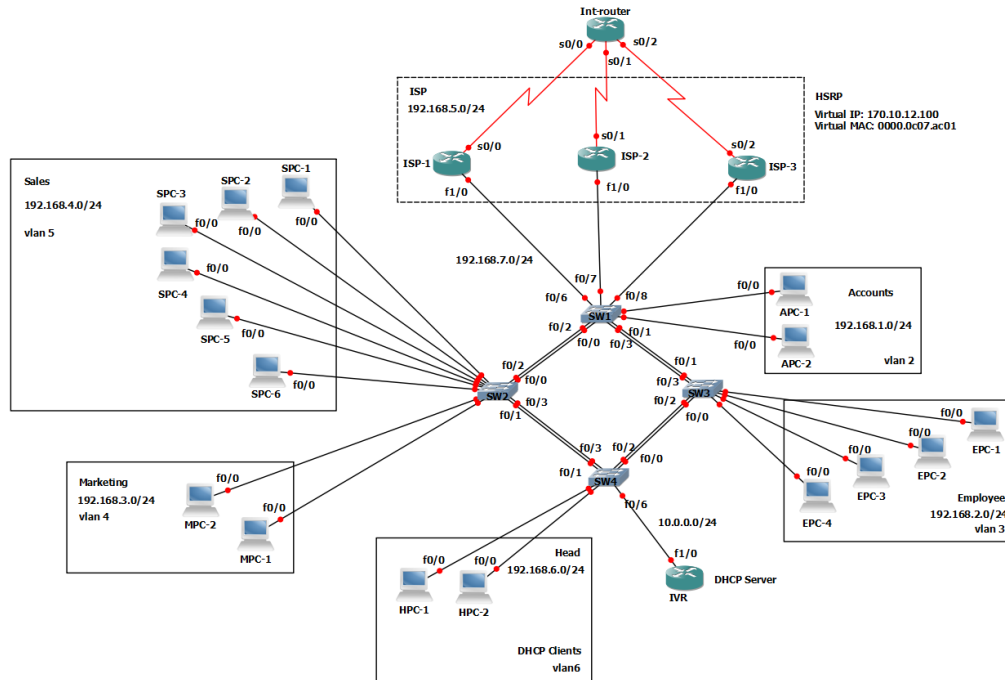 Int-router
s0/0
s0/2
s0/1
ISP
192.168.5.0/24
HSRP
Virtual IP: 170.10.12.100
Virtual MAC: 0000.0c07.ac01
s0/0
s0/1
s0/2
ISP-1
ISP-2
ISP-3
f1/0
f1/0
f1/0
Sales
192.168.4.0/24
vlan 5
SPC-1
SPC-2
SPC-3
f0/0
f0/0
f0/0
SPC-4
f0/0
SPC-5
f0/0
SPC-6
f0/0
192.168.7.0/24
f0/7
f0/6
f0/8
SW1
f0/2
f0/0
f0/1
f0/3
Accounts
192.168.1.0/24
vlan 2
f0/0
APC-1
f0/0
APC-2
f0/2
f0/0
SW2
f0/3
f0/1
f0/1
f0/3
SW3
f0/2
f0/0
f0/0
EPC-1
f0/0
EPC-2
f0/0
EPC-3
f0/0
EPC-4
Employee
192.168.2.0/24
vlan 3
Marketing
192.168.3.0/24
vlan 4
f0/0
MPC-2
f0/0
MPC-1
f0/3
f0/2
f0/1
f0/0
SW4
f0/6
10.0.0.0/24
f1/0
DHCP Server
IVR
Head
192.168.6.0/24
f0/0
f0/0
HPC-1
HPC-2
DHCP Clients
vlan6